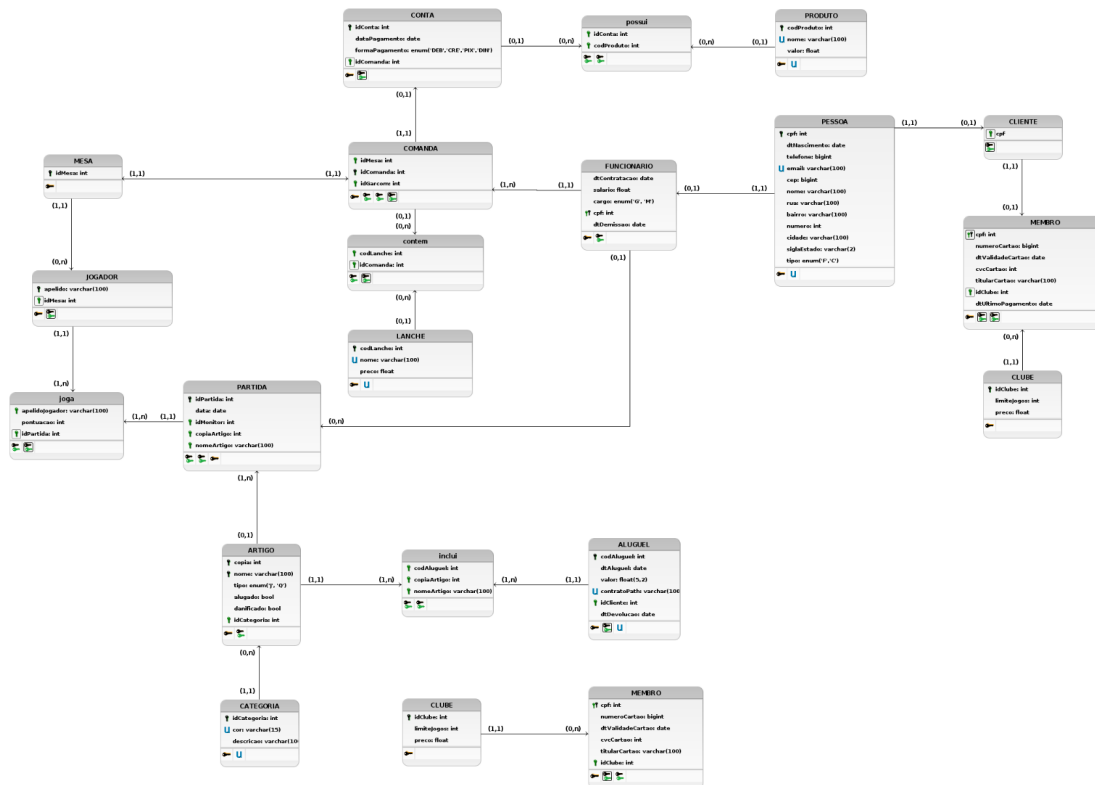 CONTA
idConta: int
dataPagamento: date
formaPagamento: enum('DEB','CRE','PIX','DIN')
idComanda: int
(0,1)
(0,n)
possui
idConta: int
codProduto: int
(0,n)
(0,1)
PRODUTO
codProduto: int
nome: varchar(100)
valor: float
(0,1)
(1,1)
MESA
idMesa: int
(1,1)
(1,1)
COMANDA
idMesa: int
idComanda: int
idGarcom: int
(1,n)
(1,1)
FUNCIONARIO
dtContratacao: date
salario: float
cargo: enum('G', 'M')
cpf: int
dtDemissao: date
(0,1)
(1,1)
PESSOA
cpf: int
dtNascimento: date
telefone: bigint
email: varchar(100)
cep: bigint
nome: varchar(100)
rua: varchar(100)
bairro: varchar(100)
numero: int
cidade: varchar(100)
siglaEstado: varchar(2)
tipo: enum('F','C')
(1,1)
(0,1)
CLIENTE
cpf
(1,1)
(0,1)
MEMBRO
cpf: int
numeroCartao: bigint
dtValidadeCartao: date
cvcCartao: int
titularCartao: varchar(100)
idClube: int
dtUltimoPagamento: date
(0,n)
(1,1)
CLUBE
idClube: int
limiteJogos: int
preco: float
(0,1)
(0,n)
contem
codLanche: int
idComanda: int
(0,n)
(0,1)
LANCHE
codLanche: int
nome: varchar(100)
preco: float
(1,1)
(0,n)
JOGADOR
apelido: varchar(100)
idMesa: int
(1,1)
(1,n)
joga
apelidoJogador: varchar(100)
pontuacao: int
idPartida: int
(1,n)
(1,1)
PARTIDA
idPartida: int
data: date
idMonitor: int
copiaArtigo: int
nomeArtigo: varchar(100)
(0,1)
(0,n)
(1,n)
(0,1)
ARTIGO
copia: int
nome: varchar(100)
tipo: enum('J', 'Q')
alugado: bool
danificado: bool
idCategoria: int
(1,1)
(1,n)
inclui
codAluguel: int
copiaArtigo: int
nomeArtigo: varchar(100)
(1,n)
(1,1)
ALUGUEL
codAluguel: int
dtAluguel: date
valor: float(5,2)
contratoPath: varchar(100
idCliente: int
dtDevolucao: date
(0,n)
(1,1)
CATEGORIA
idCategoria: int
cor: varchar(15)
descricao: varchar(10
CLUBE
idClube: int
limiteJogos: int
preco: float
(1,1)
(0,n)
MEMBRO
cpf: int
numeroCartao: bigint
dtValidadeCartao: date
cvcCartao: int
titularCartao: varchar(100)
idClube: int